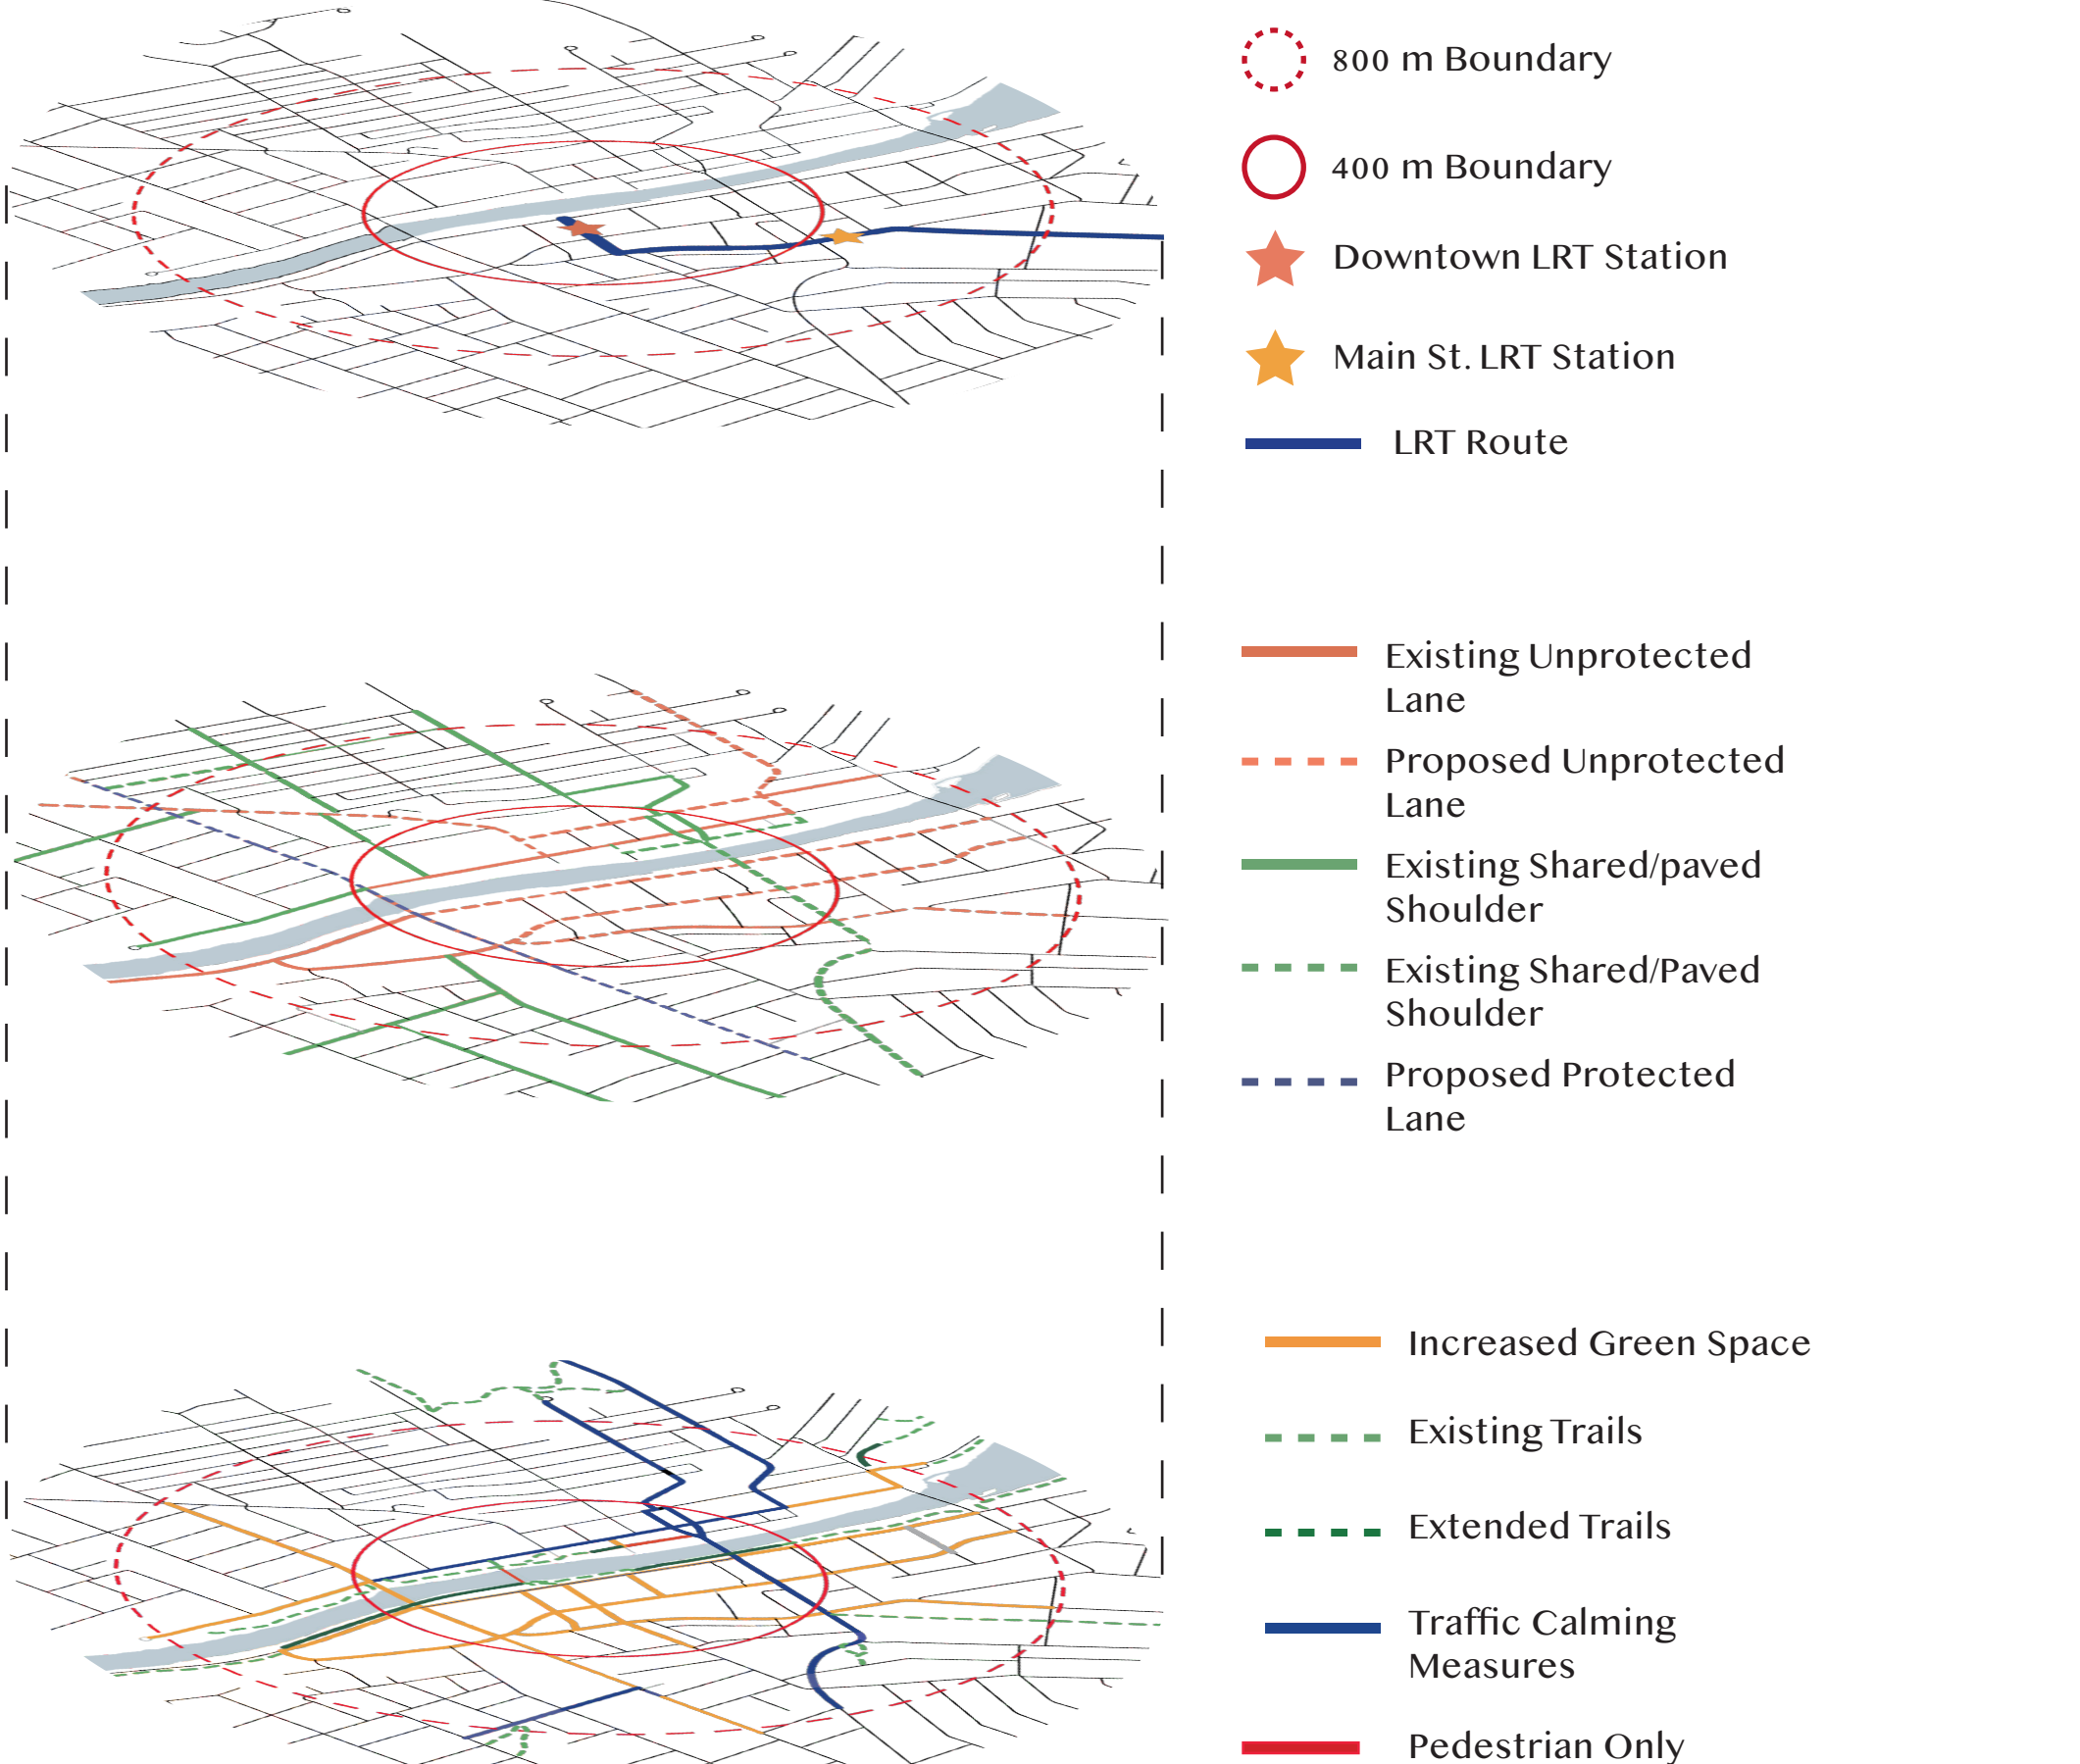 800 m Boundary
400 m Boundary
Downtown LRT Station
Main St. LRT Station
LRT Route
Existing Unprotected
Lane
Proposed Unprotected
Lane
Existing Shared/paved
Shoulder
Existing Shared/Paved
Shoulder
Proposed Protected
Lane
Increased Green Space
Existing Trails
Extended Trails
Traffic Calming
Measures
Pedestrian Only